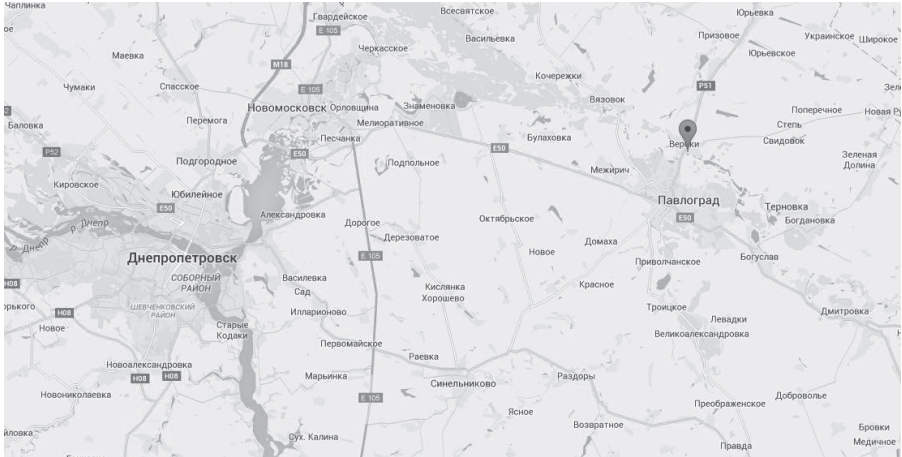 Чаплинка
Всесвятское
Гвардейское
Юрьевка
E 105
Призовое
Украинское
Широкое
Васильевка
Черкасское
Маевка
Юрьевское
M18
Кочережки
Чумаки
Спасское
E 105
P51
Вязовок
Новомосковск
Орловщина
Знаменовка
Поперечное
Перемога
Мелиоративное
Степь
Баловка
Песчанка
Булаховка
Свидовок
E50
E50
P52
Подгородное
Подпольное
Межирич
Зеленая
Долина
Кировское
Юбилейное
Павлоград
E50
Александровка
Терновка
E50
Богдановка
Дорогое
Октябрьское
р. Днепр
р. Днепр
Дерезоватое
Домаха
Новое
Днепропетровск
E 105
Богуслав
Приволчанское
СОБОРНЫЙ
РАЙОН
Василевка
H08
Кислянка
Красное
Сад
Хорошево
ШЕВЧЕНКОВСКИЙ
РАЙОН
Троицкое
H08
Илларионово
Дмитровка
Левадки
Новое
Старые
Кодаки
Великоалександровка
Первомайское
Раевка
Новоалександровка
H08
H08
Марьинка
Синельниково
Раздоры
Новониколаевка
E 105
Доброволье
Преображенское
Ясное
Возвратное
Бровки
Сух. Калина
Медичное
Правда